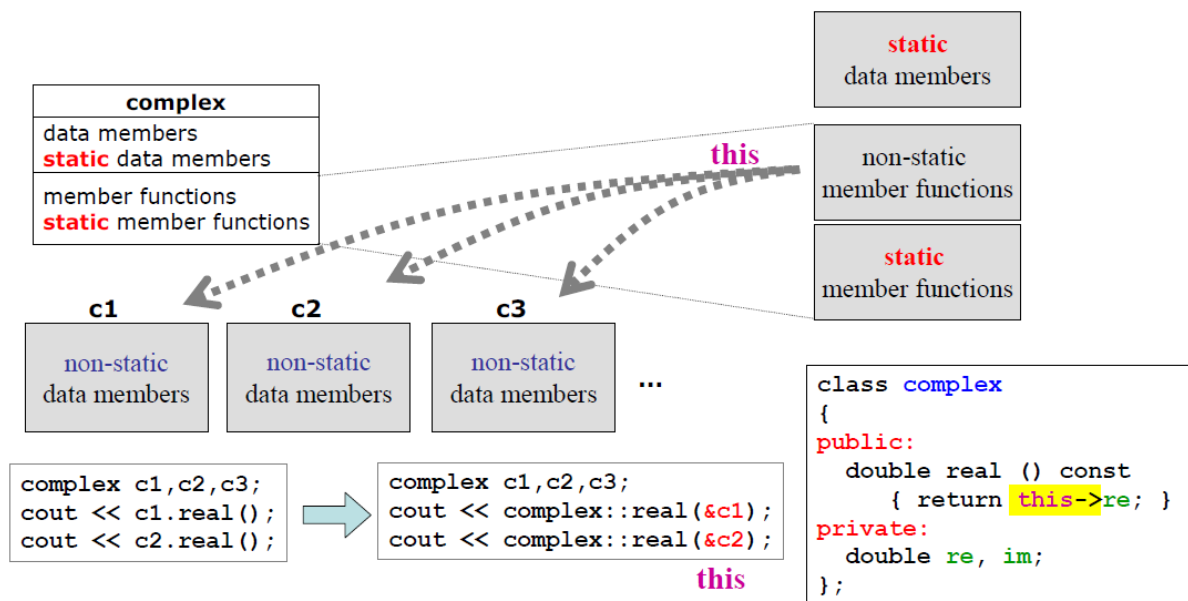 static
data members
complex
data members
static data members
member functions
static member functions
this
non-static
member functions
static
member functions
c1
c2
c3
non-static
data members
non-static
data members
non-static
data members
...
complex c1,c2,c3;
cout << c1.real();
cout << c2.real();
complex c1,c2,c3;
cout << complex::real(&c1);
cout << complex::real(&c2);
this
class complex
{
public:
double real () const
{ return this->re; }
private:
double re, im;
};